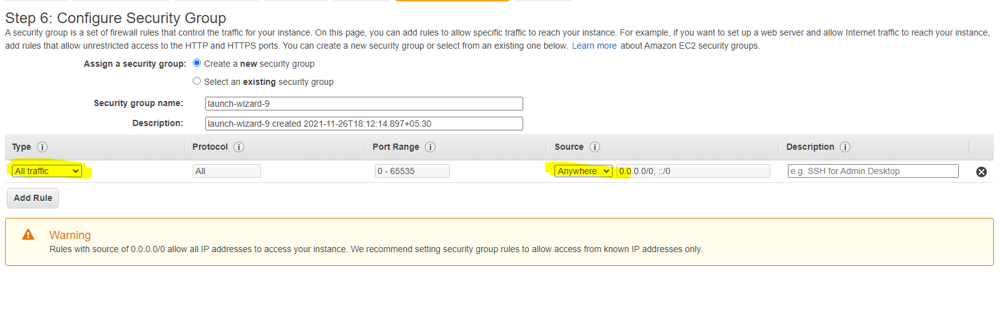 Step 6: Configure Security Group
A security group is a set of firewall rules that control the traffic for your instance. On this page, you can add rules to allow specific traffic to reach your instance. For example, if you want to set up a web server and allow Internet traffic to reach your instance,
add rules that allow unrestricted access to the HTTP and HTTPS ports. You can create a new security group or select from an existing one below. Learn more about Amazon EC2 security groups.
Assign a security group: Create a new security group
Select an existing security group
Security group name: launch-wizard-9
Description: launch-wizard-9 created 2021-11-26T18:12:14.897+05:30
Type i Protocol i Port Range i Source i Description i
All traffic All 0 - 65535 Anywhere 0.0.0.0/0, ::/0 e.g. SSH for Admin Desktop
Add Rule
Warning
Rules with source of 0.0.0.0/0 allow all IP addresses to access your instance. We recommend setting security group rules to allow access from known IP addresses only.